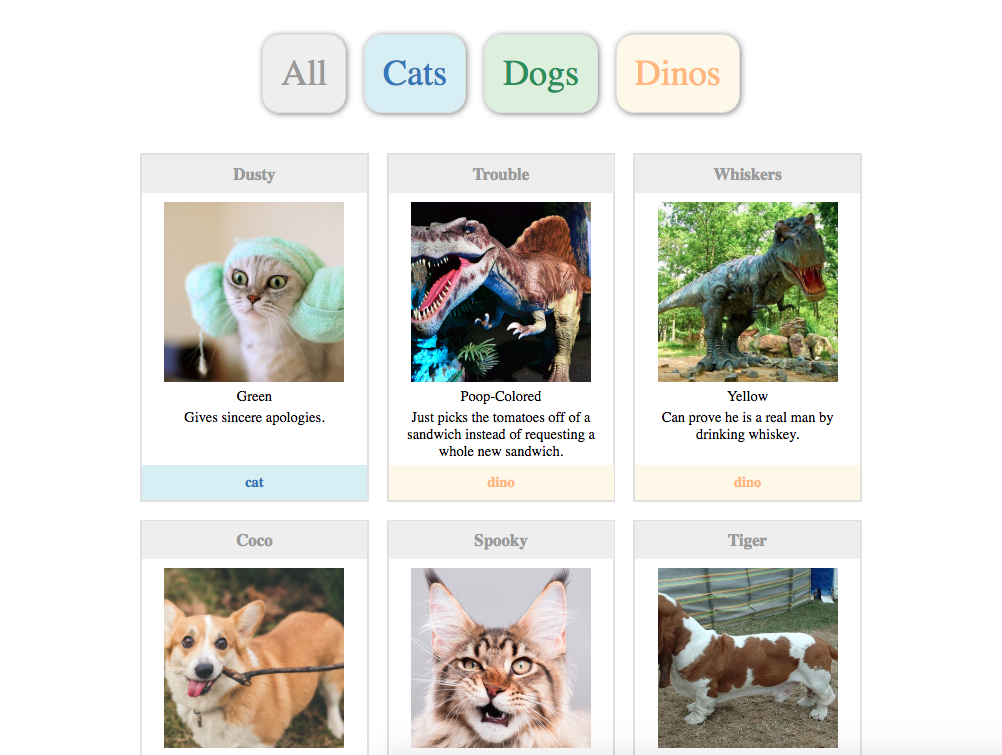 All Cats Dogs Dinos
Dusty
Green
Gives sincere apologies.
cat
Trouble
Poop-Colored
Just picks the tomatoes off of a
sandwich instead of requesting a
whole new sandwich.
dino
Whiskers
Yellow
Can prove he is a real man by
drinking whiskey.
dino
Coco
Spooky
Tiger